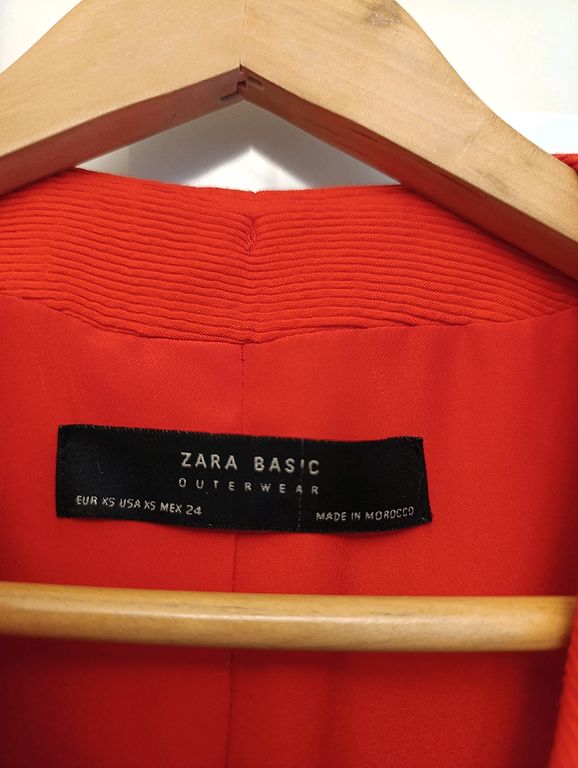 ZARA BASIC
OUTERWEAR
EUR XS USA XS MEX 24
MADE IN MOROCCO